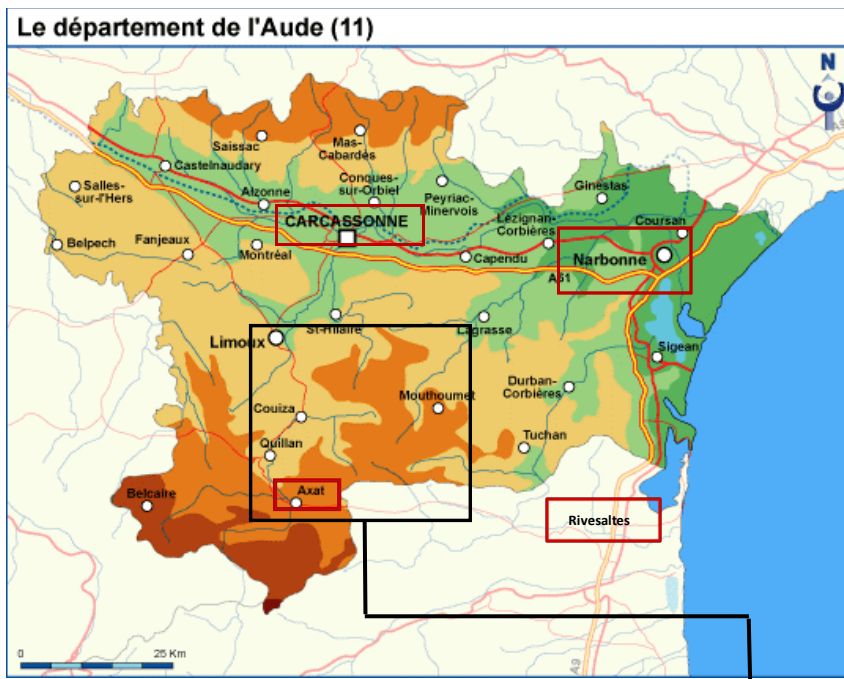 Le département de l'Aude (11)
N
A9
Saissac
Mas-
Cabardès
Castelnaudary
Salles-
sur-l'Hers
Conques-
sur-Orbiel
Alzonne
Peyriac-
Minervois
Ginestas
CARCASSONNE
Lézignan-
Corbières
Coursan
Belpech
Fanjeaux
Montréal
Capendu
Narbonne
A61
St-Hilaire
Lagrasse
Limoux
Sigean
Durban-
Corbières
Mouthoumet
Couiza
Quillan
Tuchan
Belcaire
Axat
Rivesaltes
0
25 Km
A9